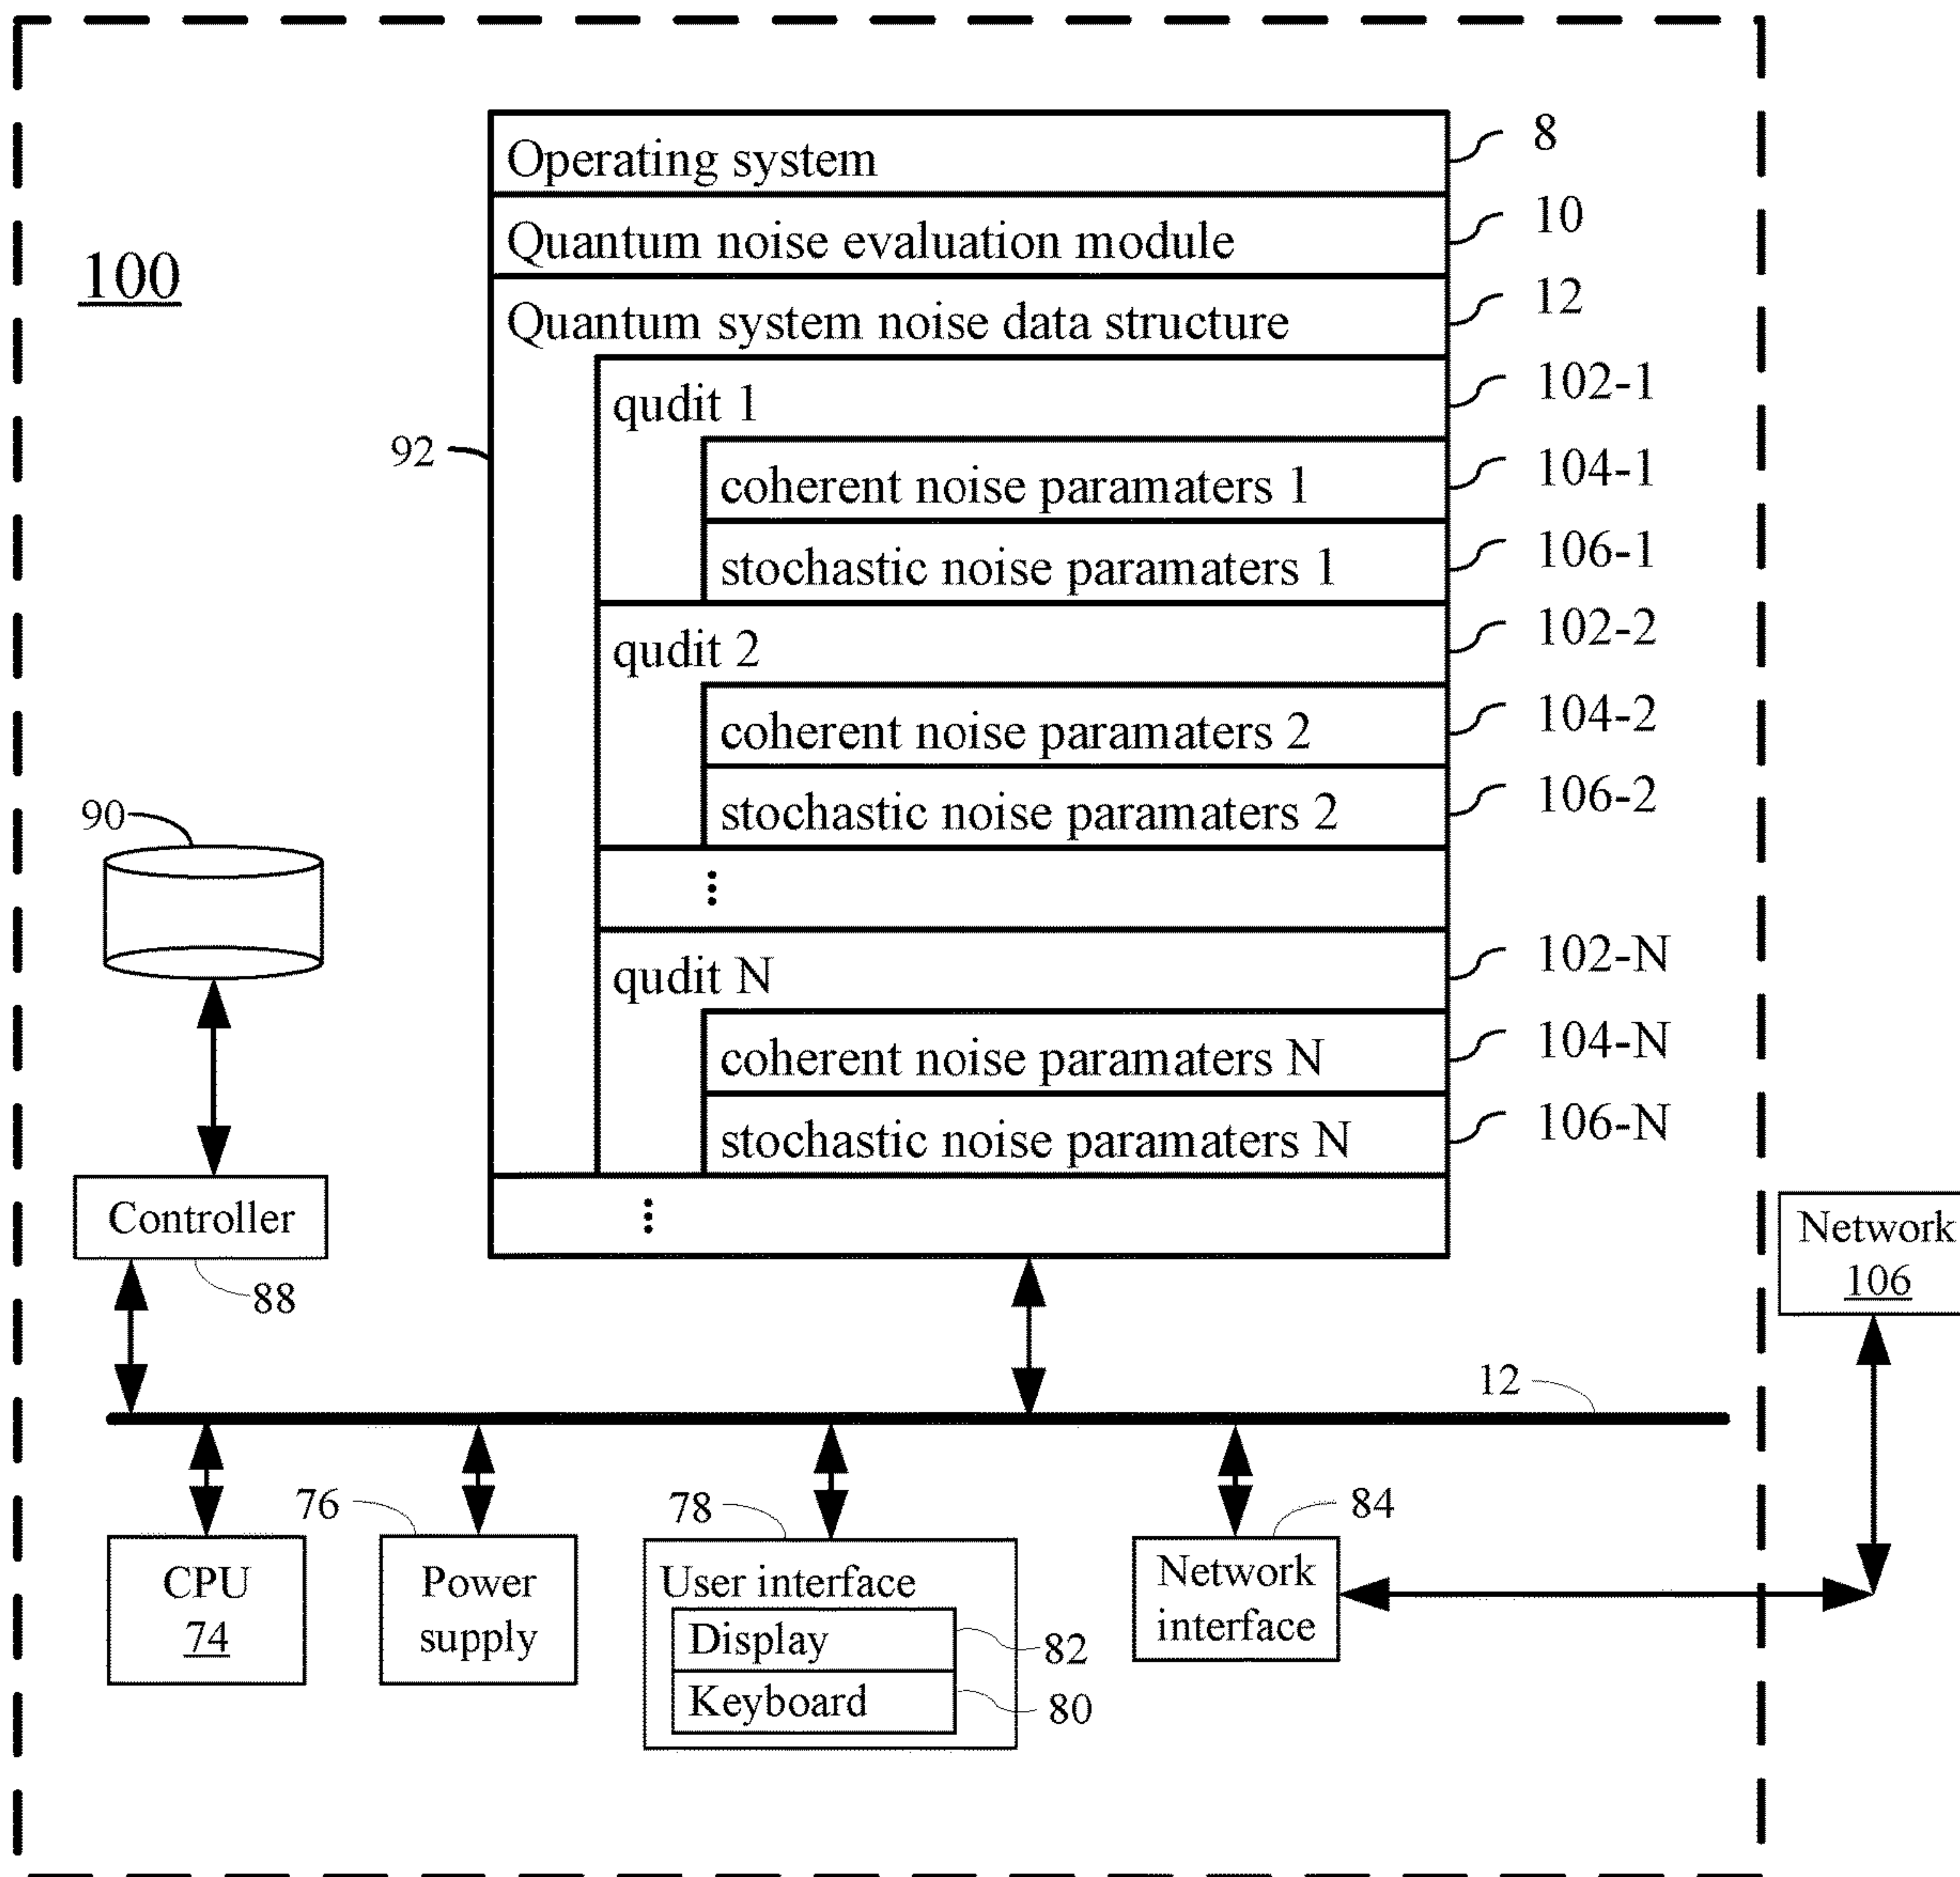 100
Operating system
8
Quantum noise evaluation module
10
Quantum system noise data structure
12
qudit 1
102-1
92
coherent noise paramaters 1
104-1
stochastic noise paramaters 1
106-1
qudit 2
102-2
coherent noise paramaters 2
104-2
stochastic noise paramaters 2
106-2
⋮
qudit N
102-N
coherent noise paramaters N
104-N
stochastic noise paramaters N
106-N
⋮
90
Controller
88
Network
106
12
CPU
74
76
Power
supply
78
User interface
Display
82
Keyboard
80
84
Network
interface